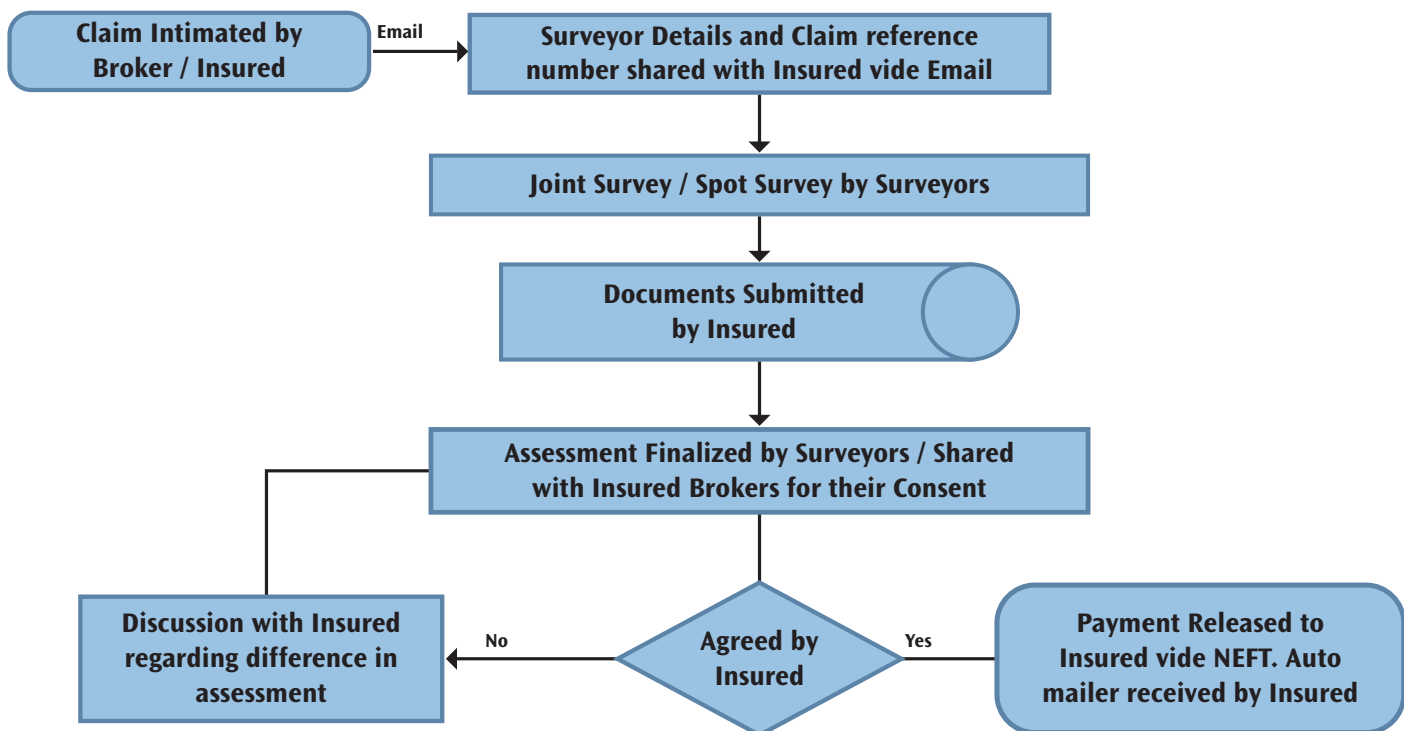 Claim Intimated by
Broker / Insured
Email
Surveyor Details and Claim reference
number shared with Insured vide Email
Joint Survey / Spot Survey by Surveyors
Documents Submitted
by Insured
Assessment Finalized by Surveyors / Shared
with Insured Brokers for their Consent
Discussion with Insured
regarding difference in
assessment
No
Agreed by
Insured
Yes
Payment Released to
Insured vide NEFT. Auto
mailer received by Insured